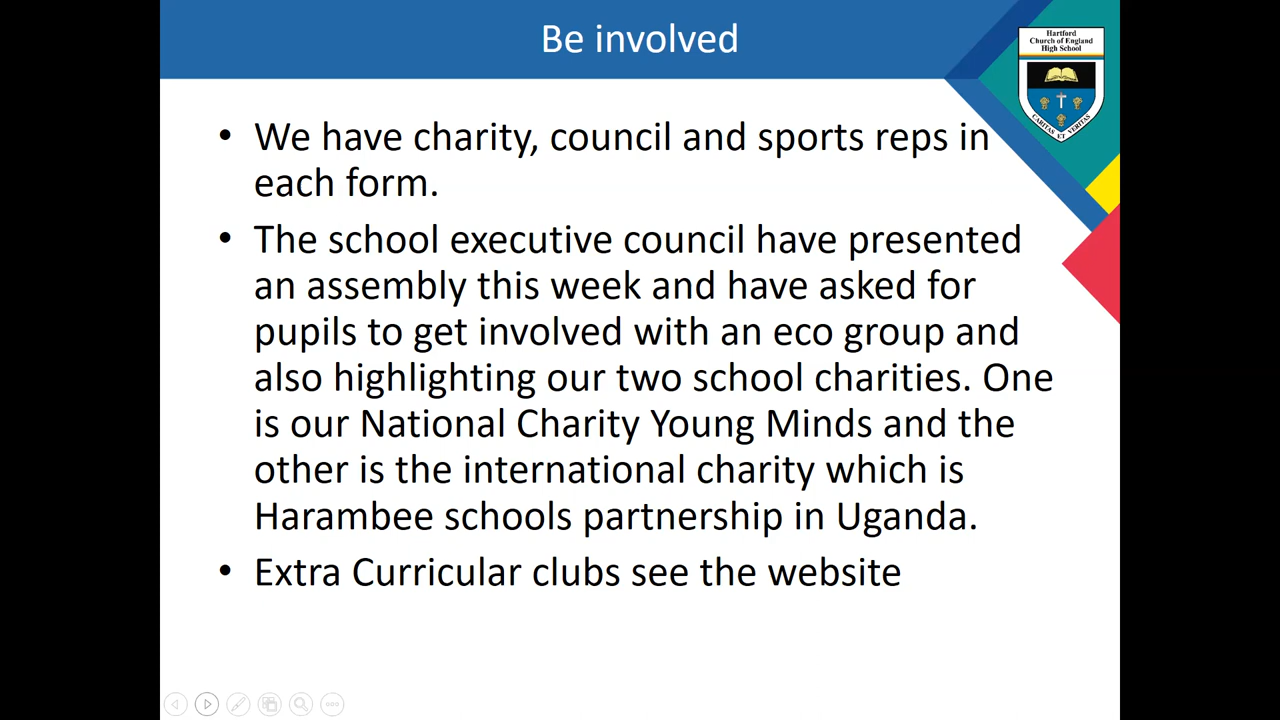 Be involved
Hartford
Church of England
High School
CARITAS ET VERITAS
• We have charity, council and sports reps in
each form.
• The school executive council have presented
an assembly this week and have asked for
pupils to get involved with an eco group and
also highlighting our two school charities. One
is our National Charity Young Minds and the
other is the international charity which is
Harambee schools partnership in Uganda.
• Extra Curricular clubs see the website